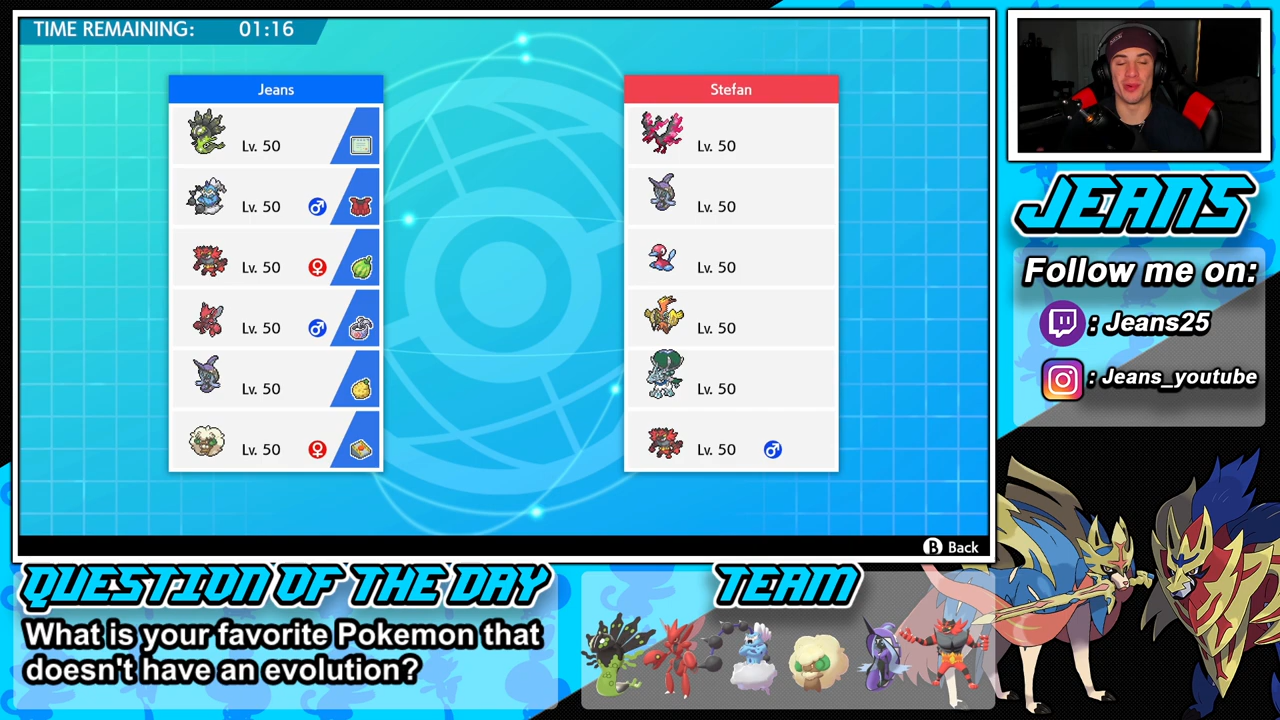 TIME REMAINING: 01:16
Jeans
Lv. 50
Lv. 50 ♂
Lv. 50 ♀
Lv. 50 ♂
Lv. 50
Lv. 50 ♀
Stefan
Lv. 50
Lv. 50
Lv. 50
Lv. 50
Lv. 50
Lv. 50 ♂
B Back
JEANS
Follow me on:
: Jeans25
: Jeans_youtube
QUESTION OF THE DAY
What is your favorite Pokemon that
doesn't have an evolution?
TEAM